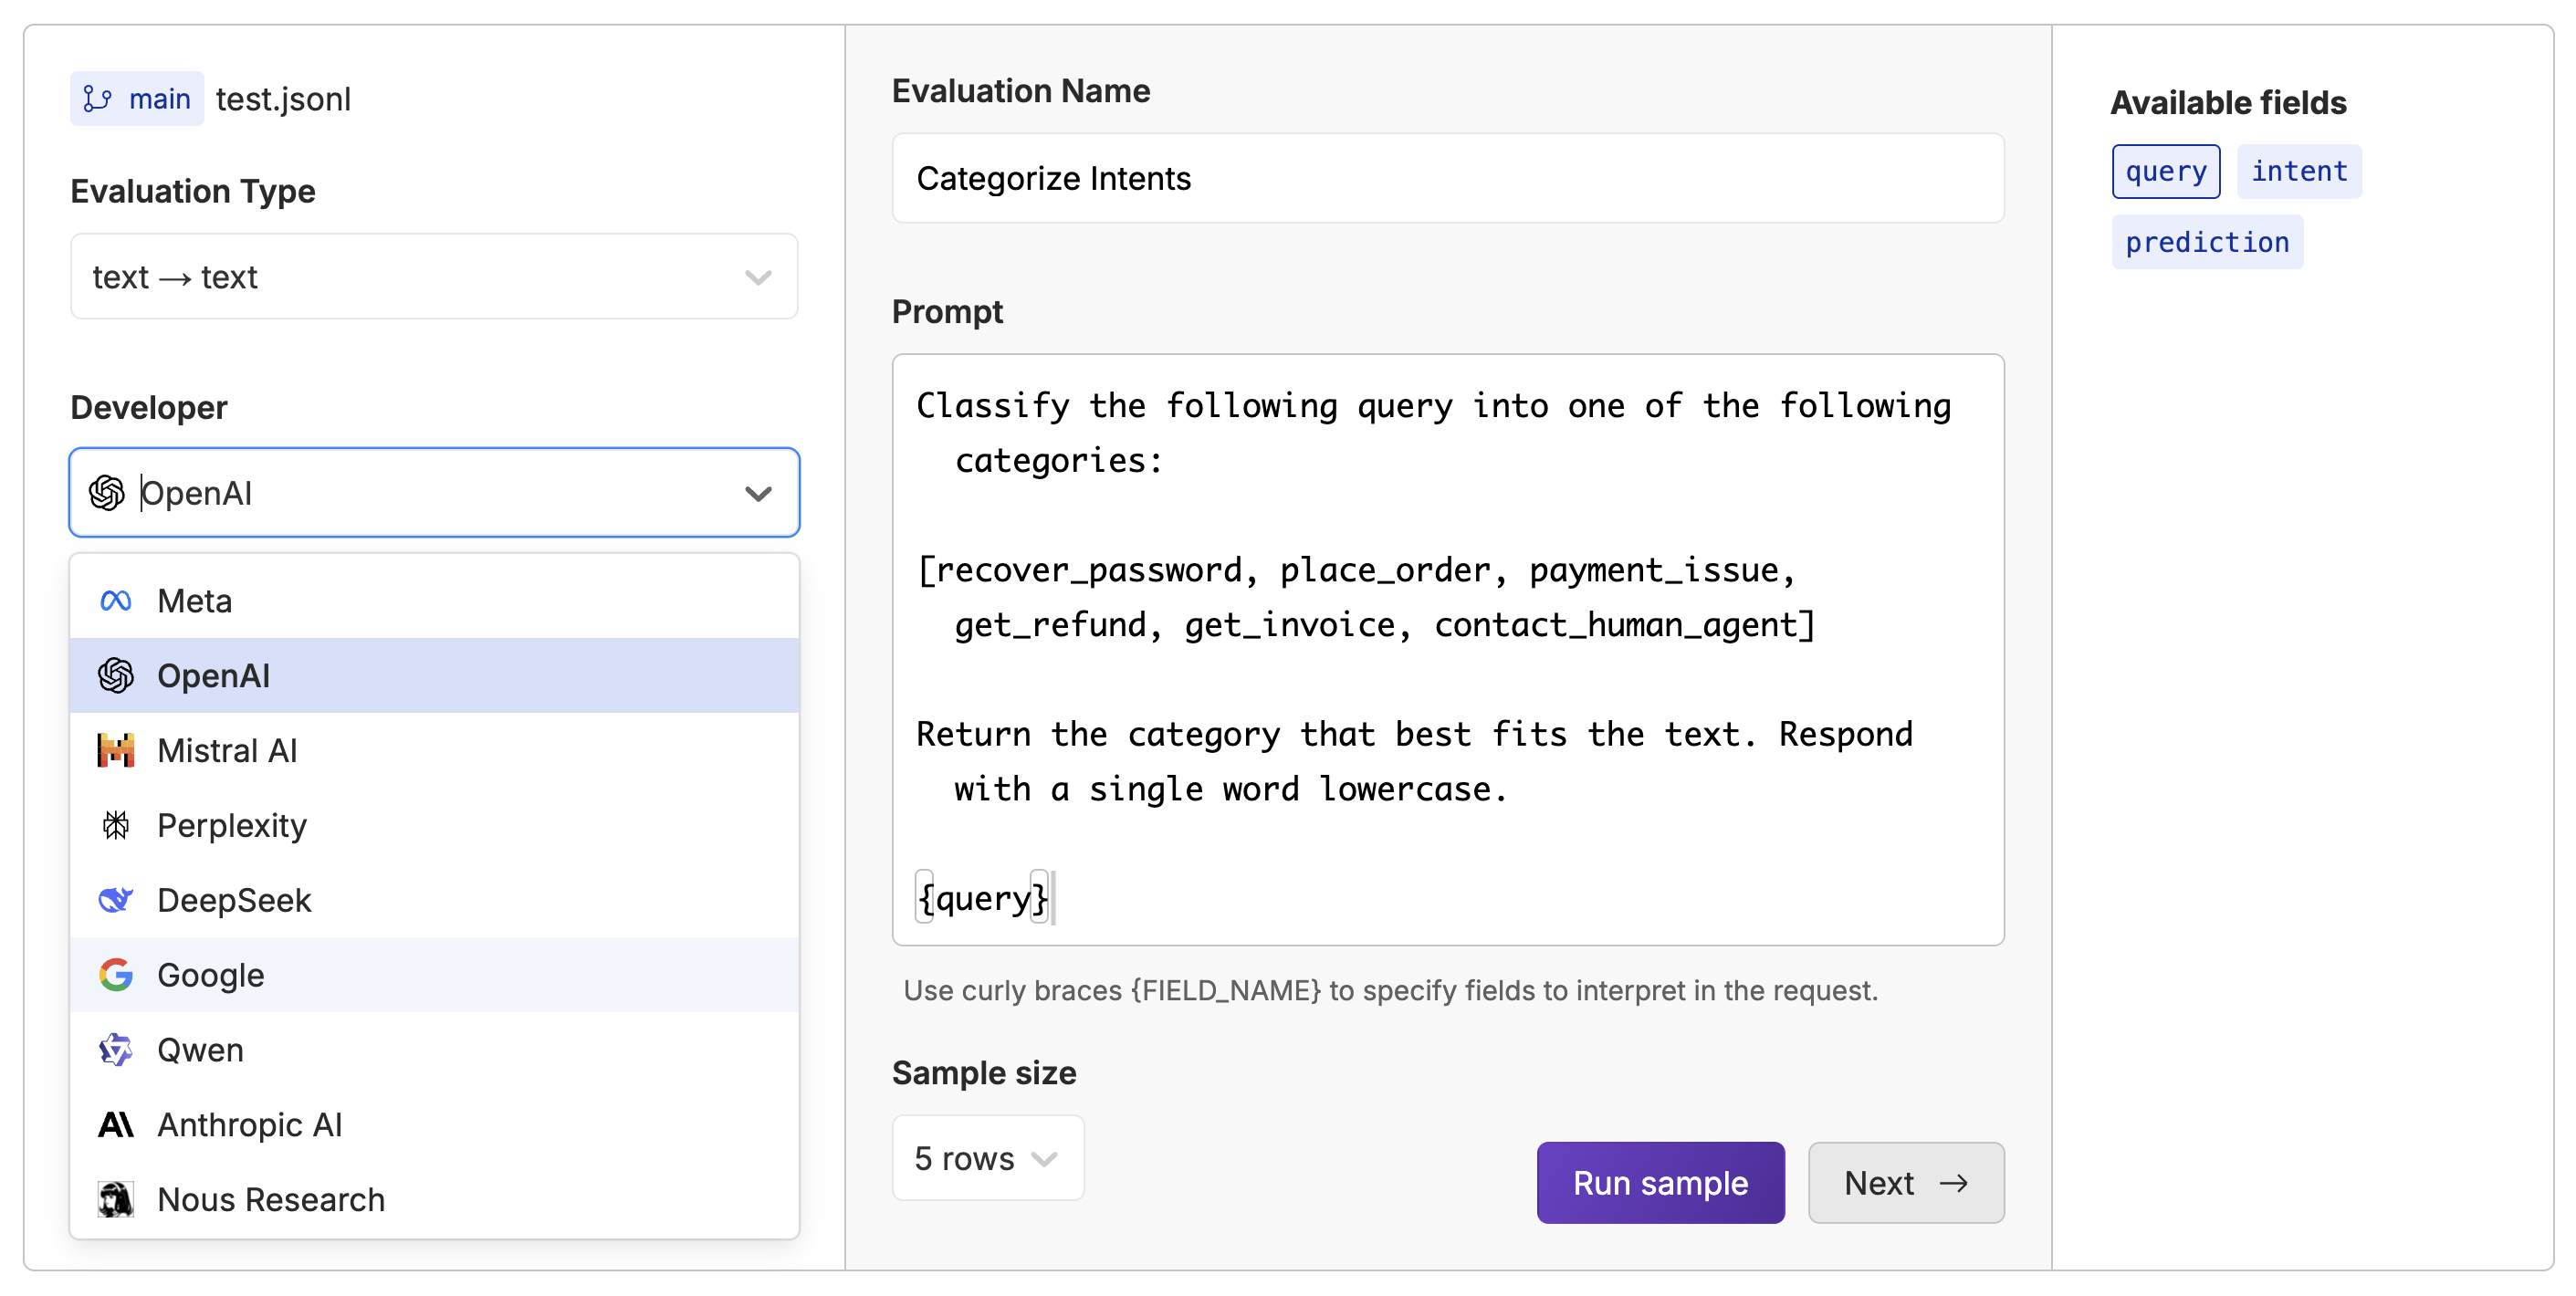 main test.jsonl
Evaluation Type
text → text
Developer
OpenAI
Meta
OpenAI
Mistral AI
Perplexity
DeepSeek
Google
Qwen
Anthropic AI
Nous Research
Evaluation Name
Categorize Intents
Prompt
Classify the following query into one of the following
categories:
[recover_password, place_order, payment_issue,
get_refund, get_invoice, contact_human_agent]
Return the category that best fits the text. Respond
with a single word lowercase.
{query}
Use curly braces {FIELD_NAME} to specify fields to interpret in the request.
Sample size
5 rows
Run sample
Next →
Available fields
query intent
prediction